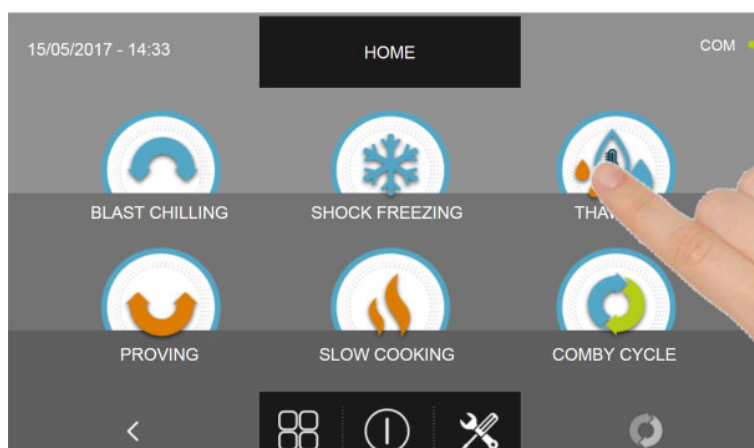 15/05/2017 - 14:33
HOME
COM
BLAST CHILLING
SHOCK FREEZING
PROVING
SLOW COOKING
COMBY CYCLE